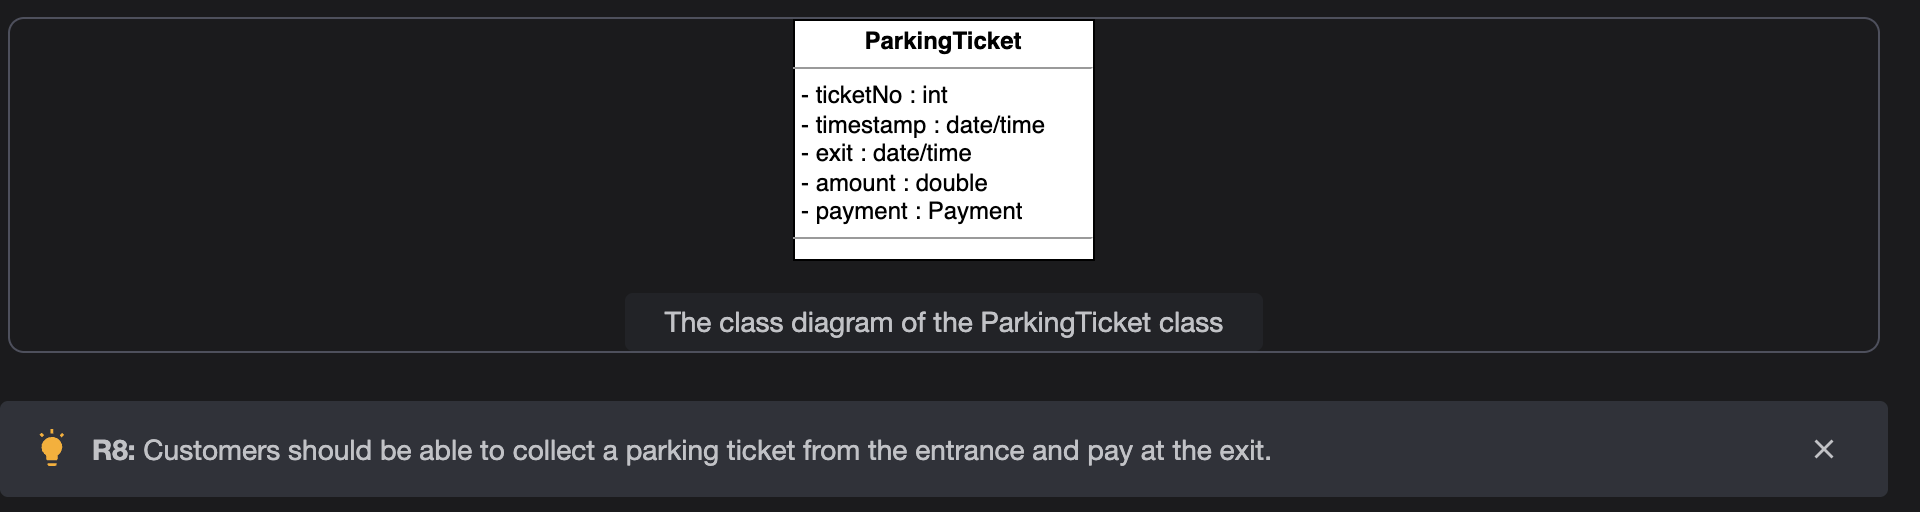 ParkingTicket
- ticketNo : int
- timestamp : date/time
- exit : date/time
- amount : double
- payment : Payment
The class diagram of the ParkingTicket class
R8: Customers should be able to collect a parking ticket from the entrance and pay at the exit.